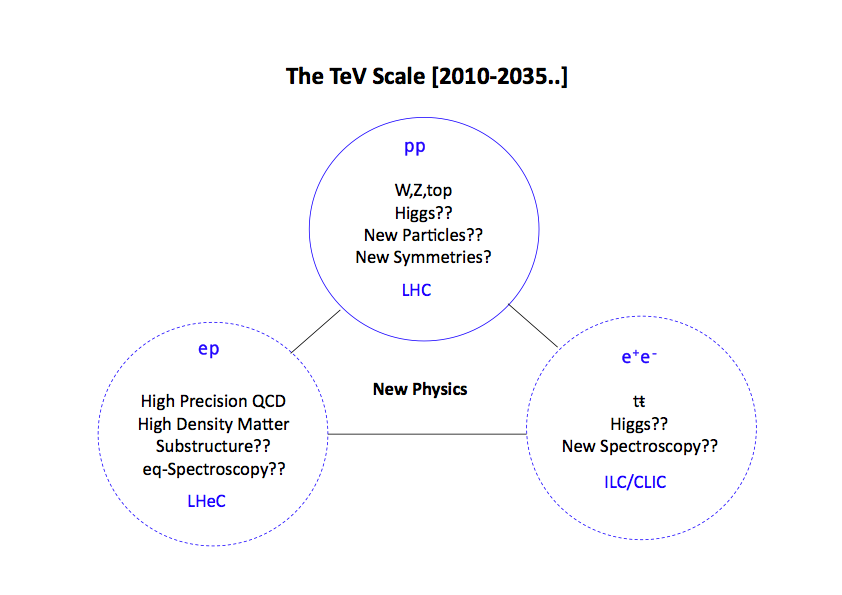 The TeV Scale [2010-2035..]
pp
W,Z,top
Higgs??
New Particles??
New Symmetries?
LHC
ep
High Precision QCD
High Density Matter
Substructure??
eq-Spectroscopy??
LHeC
New Physics
e⁺e⁻
tt̵
Higgs??
New Spectroscopy??
ILC/CLIC